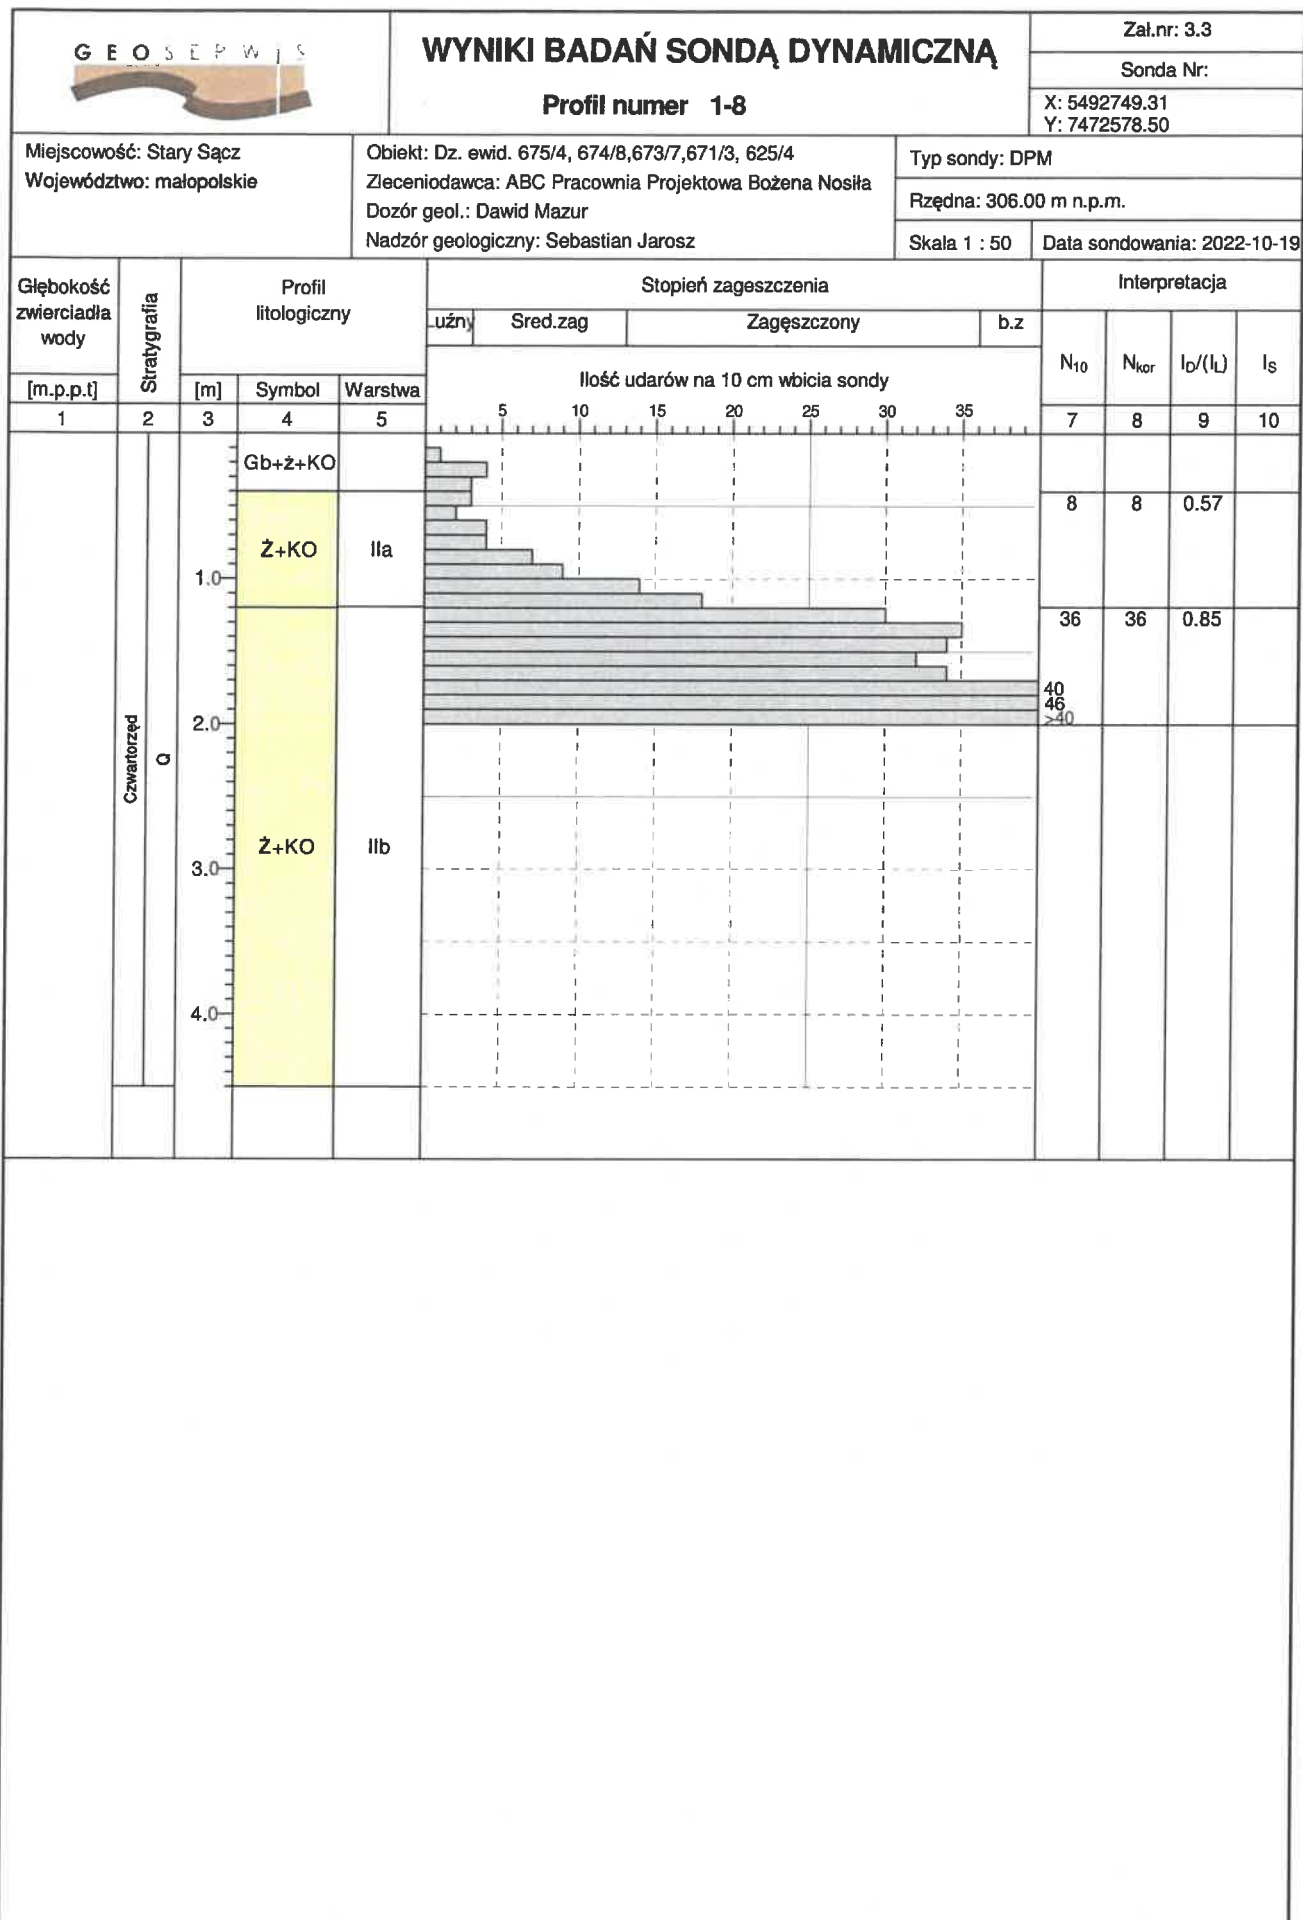 GEOSERWIS
WYNIKI BADAŃ SONDĄ DYNAMICZNĄ
Profil numer 1-8
Zał.nr: 3.3
Sonda Nr:
X: 5492749.31
Y: 7472578.50
Miejscowość: Stary Sącz
Województwo: małopolskie
Obiekt: Dz. ewid. 675/4, 674/8,673/7,671/3, 625/4
Zleceniodawca: ABC Pracownia Projektowa Bożena Nosiła
Dozór geol.: Dawid Mazur
Nadzór geologiczny: Sebastian Jarosz
Typ sondy: DPM
Rzędna: 306.00 m n.p.m.
Skala 1 : 50
Data sondowania: 2022-10-19
Głębokość
zwierciadła
wody
[m.p.p.t]
Stratygrafia
Profil
litologiczny
[m]
Symbol
Warstwa
Stopień zageszczenia
Luźny
Sred.zag
Zagęszczony
b.z
Ilość udarów na 10 cm wbicia sondy
5 10 15 20 25 30 35
Interpretacja
N10
Nkor
ID/(IL)
IS
1 2 3 4 5 7 8 9 10
Gb+ż+KO
8 8 0.57
Ż+KO
IIa
1.0
36 36 0.85
40
46
>40
2.0
Czwartorzęd
Q
Ż+KO
IIb
3.0
4.0